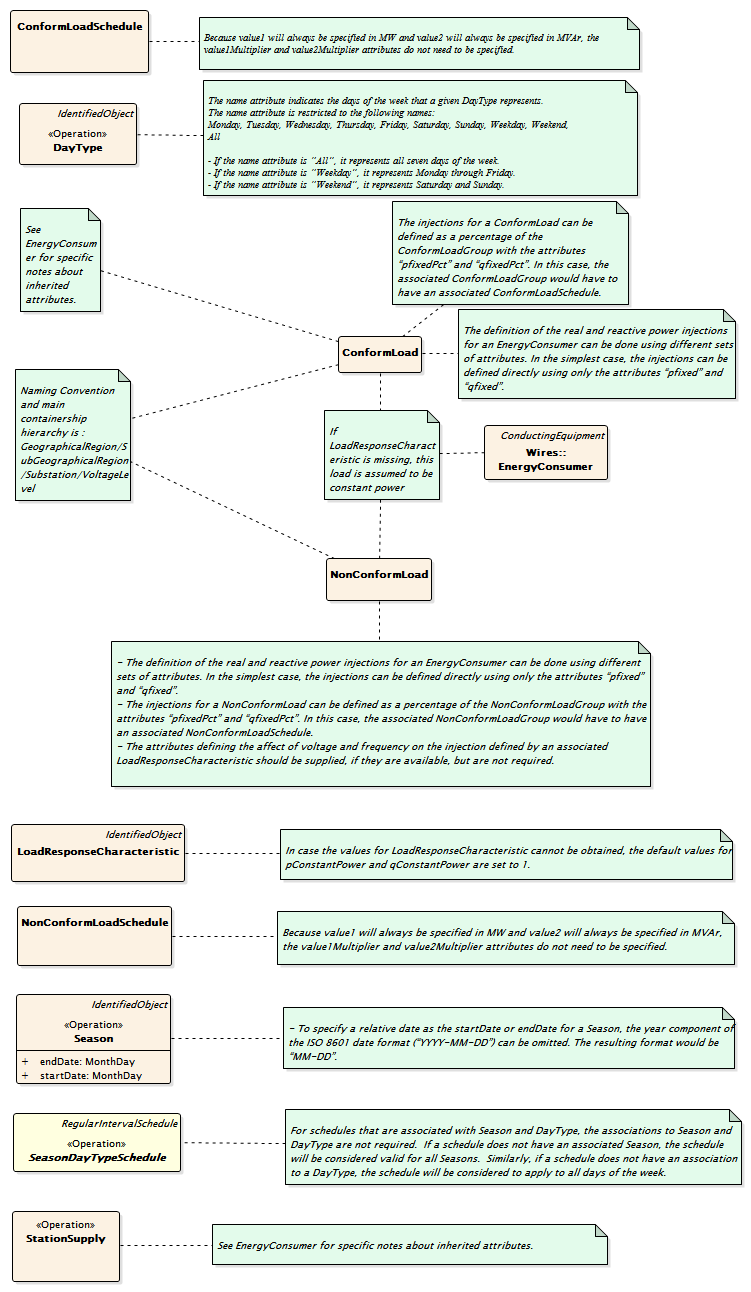 ConformLoadSchedule
Because value1 will always be specified in MW and value2 will always be specified in MVAr, the
value1Multiplier and value2Multiplier attributes do not need to be specified.
IdentifiedObject
«Operation»
DayType
The name attribute indicates the days of the week that a given DayType represents.
The name attribute is restricted to the following names:
Monday, Tuesday, Wednesday, Thursday, Friday, Saturday, Sunday, Weekday, Weekend,
All
- If the name attribute is "All", it represents all seven days of the week.
- If the name attribute is "Weekday", it represents Monday through Friday.
- If the name attribute is "Weekend", it represents Saturday and Sunday.
See
EnergyConsum
er for specific
notes about
inherited
attributes.
The injections for a ConformLoad can be
defined as a percentage of the
ConformLoadGroup with the attributes
“pfixedPct” and “qfixedPct”. In this case, the
associated ConformLoadGroup would have to
have an associated ConformLoadSchedule.
ConformLoad
The definition of the real and reactive power injections
for an EnergyConsumer can be done using different sets
of attributes. In the simplest case, the injections can be
defined directly using only the attributes “pfixed” and
“qfixed”.
Naming Convention
and main
containership
hierarchy is :
GeographicalRegion/S
ubGeographicalRegion
/Substation/VoltageLe
vel
If
LoadResponseCharact
eristic is missing, this
load is assumed to be
constant power
ConductingEquipment
Wires::
EnergyConsumer
NonConformLoad
- The definition of the real and reactive power injections for an EnergyConsumer can be done using different
sets of attributes. In the simplest case, the injections can be defined directly using only the attributes “pfixed”
and “qfixed”.
- The injections for a NonConformLoad can be defined as a percentage of the NonConformLoadGroup with the
attributes “pfixedPct” and “qfixedPct”. In this case, the associated NonConformLoadGroup would have to have
an associated NonConformLoadSchedule.
- The attributes defining the affect of voltage and frequency on the injection defined by an associated
LoadResponseCharacteristic should be supplied, if they are available, but are not required.
IdentifiedObject
LoadResponseCharacteristic
In case the values for LoadResponseCharacteristic cannot be obtained, the default values for
pConstantPower and qConstantPower are set to 1.
NonConformLoadSchedule
Because value1 will always be specified in MW and value2 will always be specified in MVAr,
the value1Multiplier and value2Multiplier attributes do not need to be specified.
IdentifiedObject
«Operation»
Season
+ endDate: MonthDay
+ startDate: MonthDay
- To specify a relative date as the startDate or endDate for a Season, the year component of
the ISO 8601 date format (“YYYY-MM-DD”) can be omitted. The resulting format would be
“MM-DD”.
RegularIntervalSchedule
«Operation»
SeasonDayTypeSchedule
For schedules that are associated with Season and DayType, the associations to Season and
DayType are not required. If a schedule does not have an associated Season, the schedule
will be considered valid for all Seasons. Similarly, if a schedule does not have an association
to a DayType, the schedule will be considered to apply to all days of the week.
«Operation»
StationSupply
See EnergyConsumer for specific notes about inherited attributes.